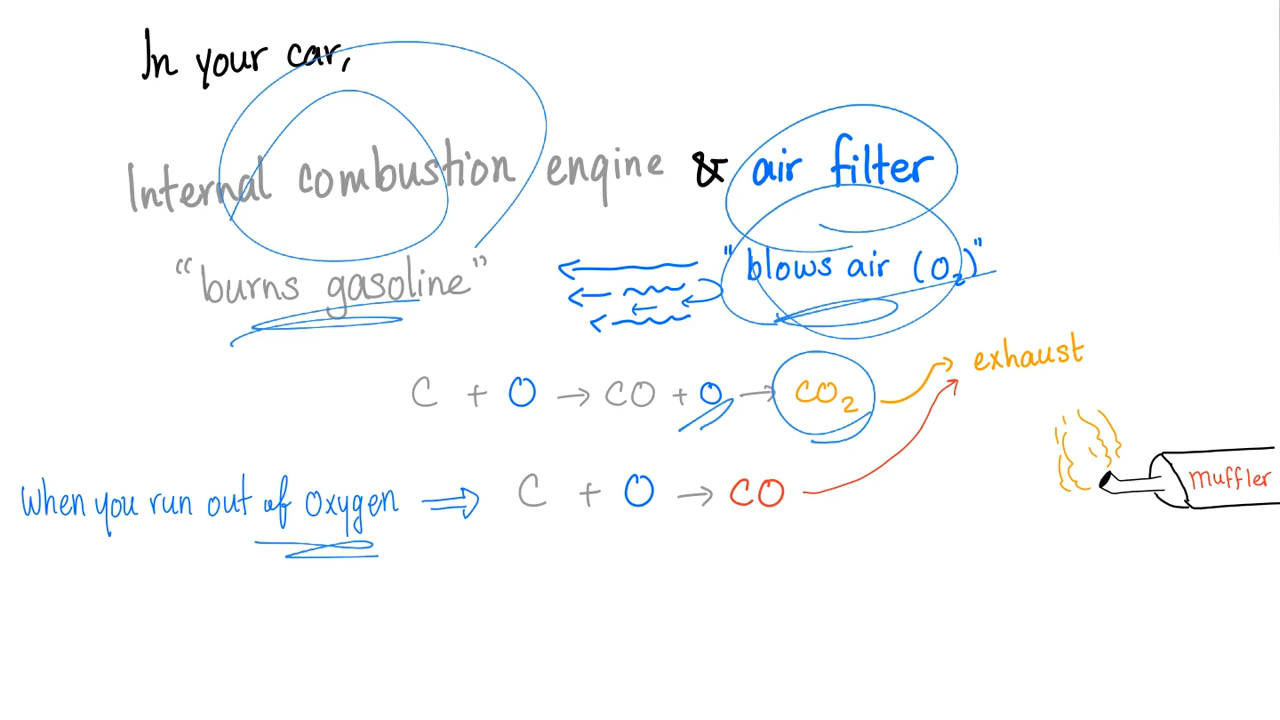 In your car,
Internal combustion engine & air filter
"burns gasoline"
"blows air (O₂)"
exhaust
C + O → CO + O → CO₂
When you run out of oxygen ⇒ C + O → CO
muffler